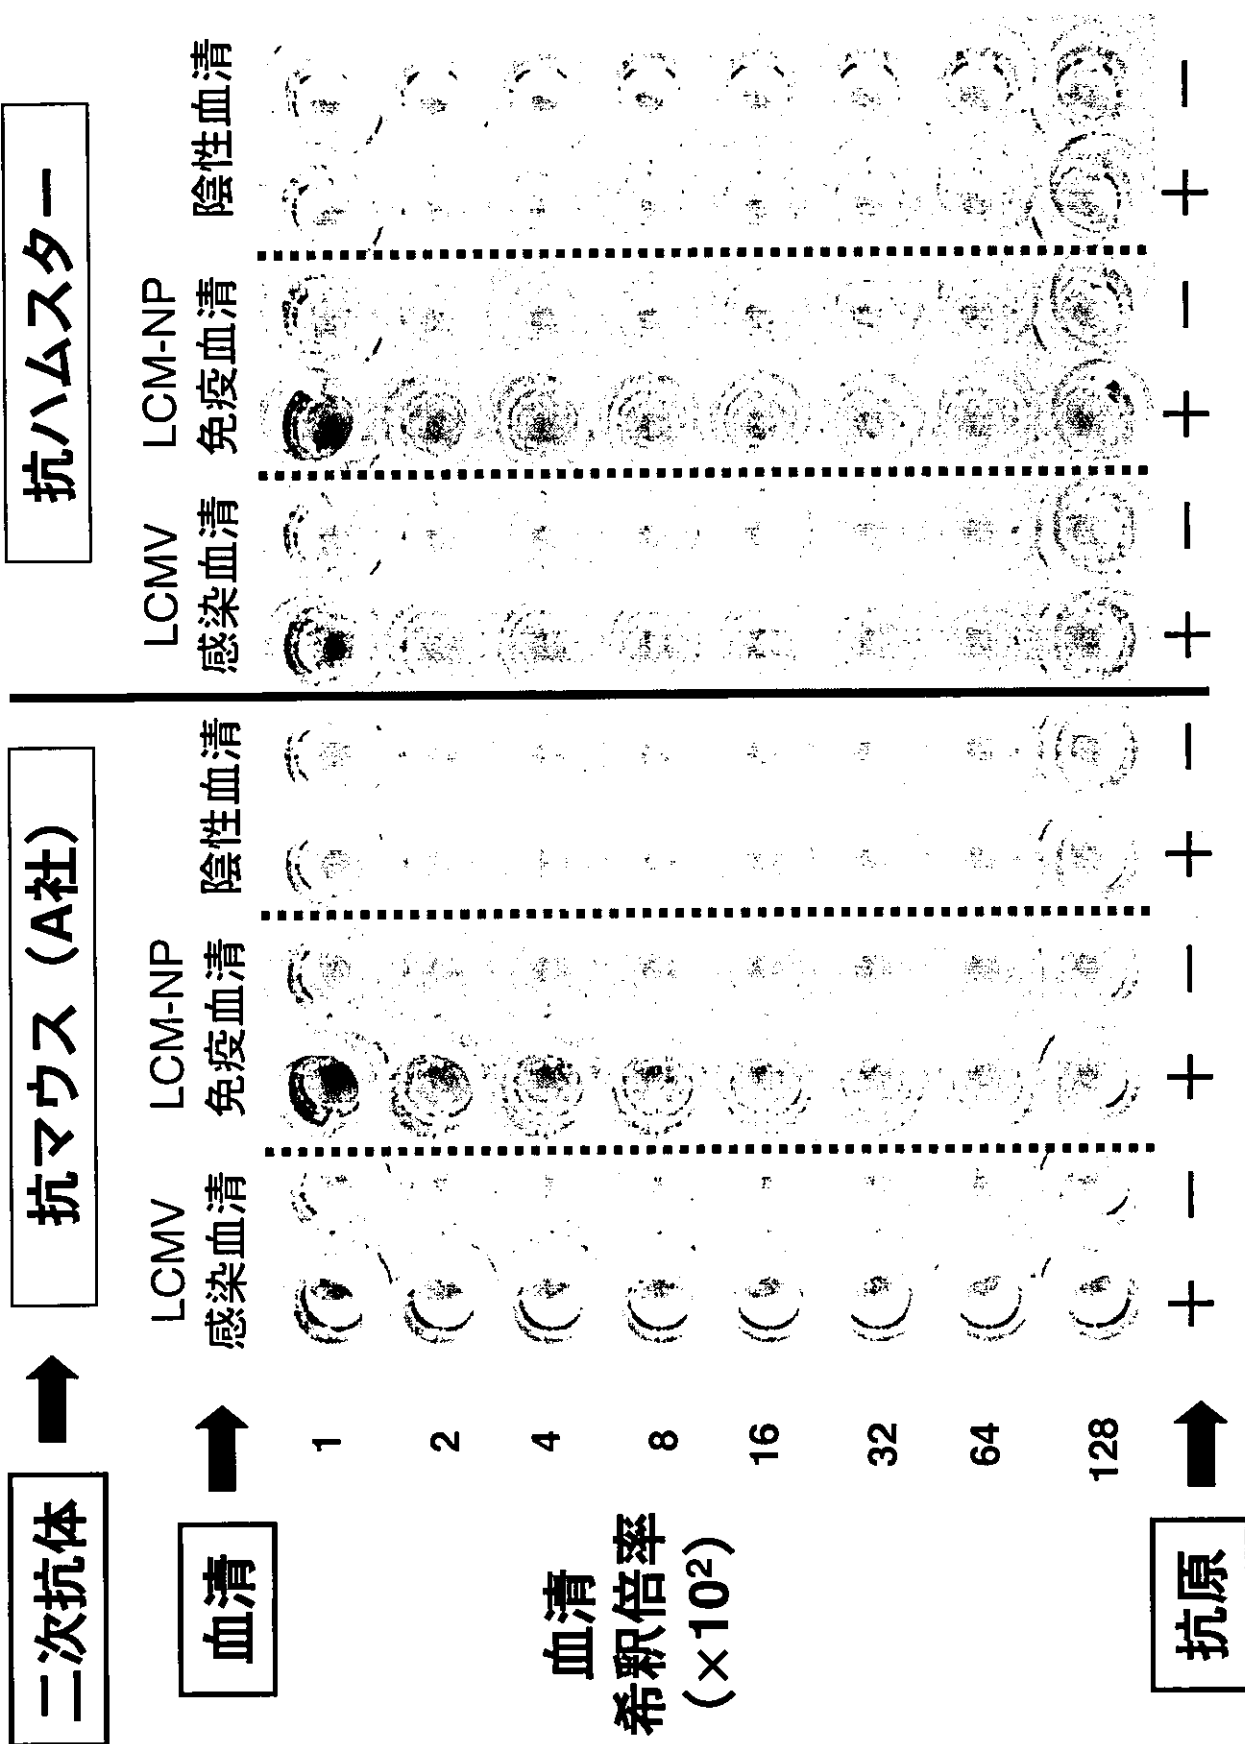 二次抗体
抗マウス（A社）
抗ハムスター
血清
LCMV
感染血清
LCM-NP
免疫血清
陰性血清
LCMV
感染血清
LCM-NP
免疫血清
陰性血清
血清
希釈倍率
（×10²）
1
2
4
8
16
32
64
128
抗原
+ − + − + − + − + − + −